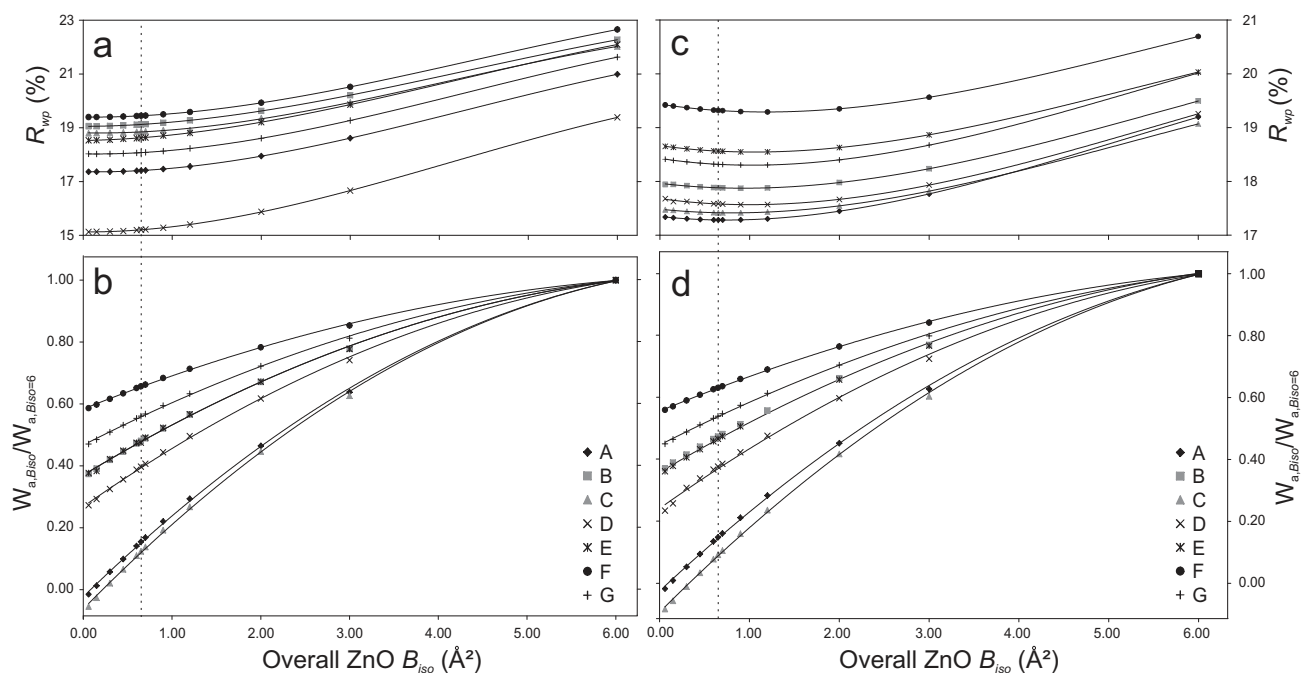 a
R_wp (%)
23
21
19
17
15
c
21
20
19
18
17
R_wp (%)
b
W_a,Biso/W_a,Biso=6
1.00
0.80
0.60
0.40
0.20
0.00
A
B
C
D
E
F
G
0.00 1.00 2.00 3.00 4.00 5.00 6.00
Overall ZnO B_iso (Å²)
d
1.00
0.80
0.60
0.40
0.20
0.00
W_a,Biso/W_a,Biso=6
A
B
C
D
E
F
G
0.00 1.00 2.00 3.00 4.00 5.00 6.00
Overall ZnO B_iso (Å²)